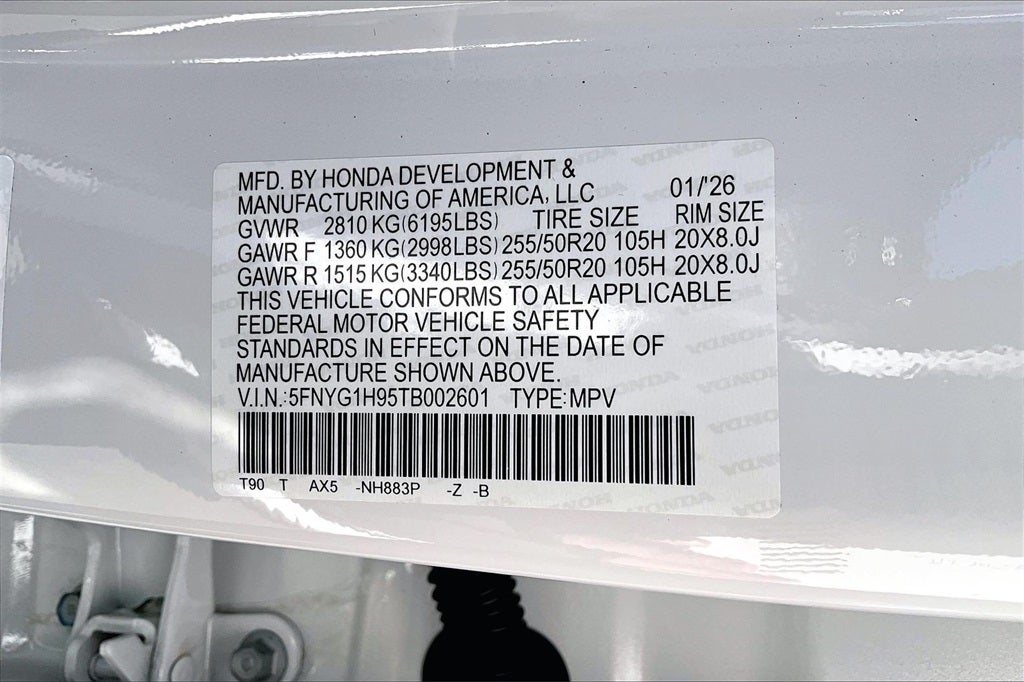 MFD. BY HONDA DEVELOPMENT &
MANUFACTURING OF AMERICA, LLC 01/'26
GVWR 2810 KG(6195LBS) TIRE SIZE RIM SIZE
GAWR F 1360 KG(2998LBS) 255/50R20 105H 20X8.0J
GAWR R 1515 KG(3340LBS) 255/50R20 105H 20X8.0J
THIS VEHICLE CONFORMS TO ALL APPLICABLE
FEDERAL MOTOR VEHICLE SAFETY
STANDARDS IN EFFECT ON THE DATE OF
MANUFACTURE SHOWN ABOVE.
V.I.N.:5FNYG1H95TB002601 TYPE:MPV
T90 T AX5 -NH883P -Z -B